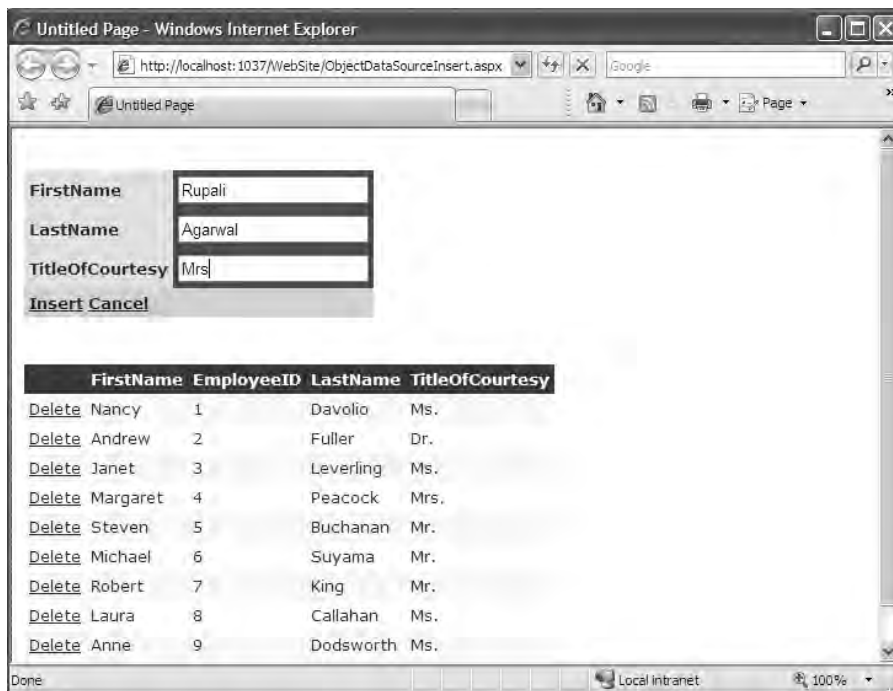 Untitled Page - Windows Internet Explorer
http://localhost:1037/WebSite/ObjectDataSourceInsert.aspx
Google
Untitled Page
Page
FirstName Rupali
LastName Agarwal
TitleOfCourtesy Mrs
Insert Cancel
FirstName EmployeeID LastName TitleOfCourtesy
Delete Nancy 1 Davolio Ms.
Delete Andrew 2 Fuller Dr.
Delete Janet 3 Leverling Ms.
Delete Margaret 4 Peacock Mrs.
Delete Steven 5 Buchanan Mr.
Delete Michael 6 Suyama Mr.
Delete Robert 7 King Mr.
Delete Laura 8 Callahan Ms.
Delete Anne 9 Dodsworth Ms.
Done Local intranet 100%